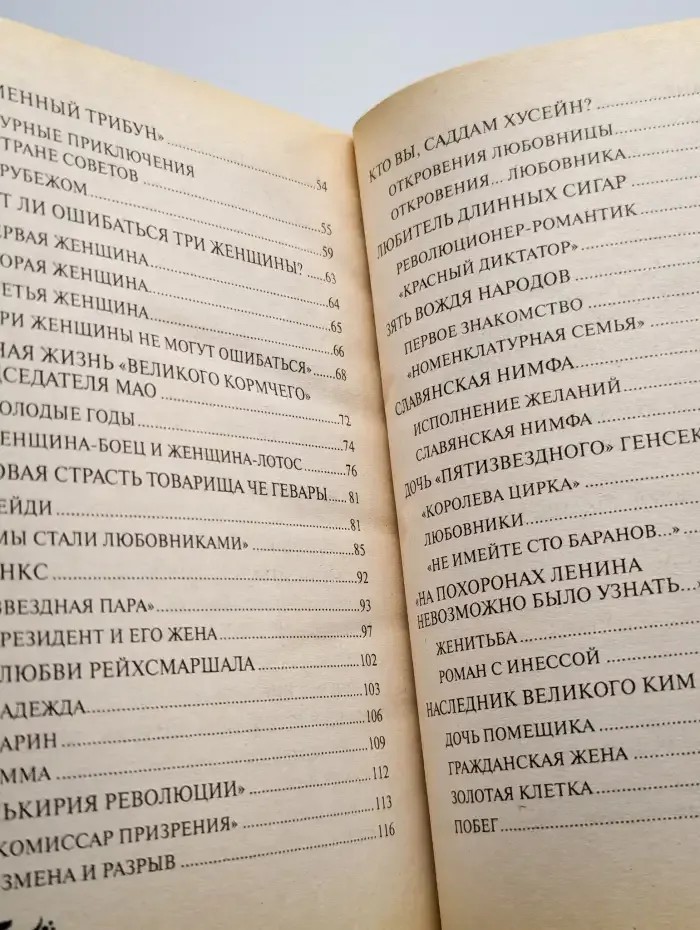 МЕННЫЙ ТРИБУН»
УРНЫЕ ПРИКЛЮЧЕНИЯ
ТРАНЕ СОВЕТОВ ..... 54
РУБЕЖОМ ..... 55
Т ЛИ ОШИБАТЬСЯ ТРИ ЖЕНЩИНЫ? ..... 59
ЕРВАЯ ЖЕНЩИНА ..... 63
ОРАЯ ЖЕНЩИНА ..... 64
ЕТЬЯ ЖЕНЩИНА ..... 65
РИ ЖЕНЩИНЫ НЕ МОГУТ ОШИБАТЬСЯ» ..... 66
НАЯ ЖИЗНЬ «ВЕЛИКОГО КОРМЧЕГО» ..... 68
ДСЕДАТЕЛЯ МАО ..... 72
ОЛОДЫЕ ГОДЫ ..... 74
ЕНЩИНА-БОЕЦ И ЖЕНЩИНА-ЛОТОС ..... 76
ОВАЯ СТРАСТЬ ТОВАРИЩА ЧЕ ГЕВАРЫ ..... 81
ЕЙДИ ..... 81
МЫ СТАЛИ ЛЮБОВНИКАМИ» ..... 85
НКС ..... 92
ЗВЕЗДНАЯ ПАРА» ..... 93
РЕЗИДЕНТ И ЕГО ЖЕНА ..... 97
ЛЮБВИ РЕЙХСМАРШАЛА ..... 102
АДЕЖДА ..... 103
АРИН ..... 106
ММА ..... 109
ЬКИРИЯ РЕВОЛЮЦИИ» ..... 112
КОМИССАР ПРИЗРЕНИЯ» ..... 113
ЗМЕНА И РАЗРЫВ ..... 116
КТО ВЫ, САДДАМ ХУСЕЙН?
ОТКРОВЕНИЯ ЛЮБОВНИЦЫ
ОТКРОВЕНИЯ... ЛЮБОВНИКА
ЛЮБИТЕЛЬ ДЛИННЫХ СИГАР
РЕВОЛЮЦИОНЕР-РОМАНТИК
«КРАСНЫЙ ДИКТАТОР»
ЗЯТЬ ВОЖДЯ НАРОДОВ
ПЕРВОЕ ЗНАКОМСТВО
«НОМЕНКЛАТУРНАЯ СЕМЬЯ»
СЛАВЯНСКАЯ НИМФА
ИСПОЛНЕНИЕ ЖЕЛАНИЙ
СЛАВЯНСКАЯ НИМФА
ДОЧЬ «ПЯТИЗВЕЗДНОГО» ГЕНСЕК
«КОРОЛЕВА ЦИРКА»
ЛЮБОВНИКИ
«НЕ ИМЕЙТЕ СТО БАРАНОВ...»
«НА ПОХОРОНАХ ЛЕНИНА
НЕВОЗМОЖНО БЫЛО УЗНАТЬ...»
ЖЕНИТЬБА
РОМАН С ИНЕССОЙ
НАСЛЕДНИК ВЕЛИКОГО КИМ
ДОЧЬ ПОМЕЩИКА
ГРАЖДАНСКАЯ ЖЕНА
ЗОЛОТАЯ КЛЕТКА
ПОБЕГ